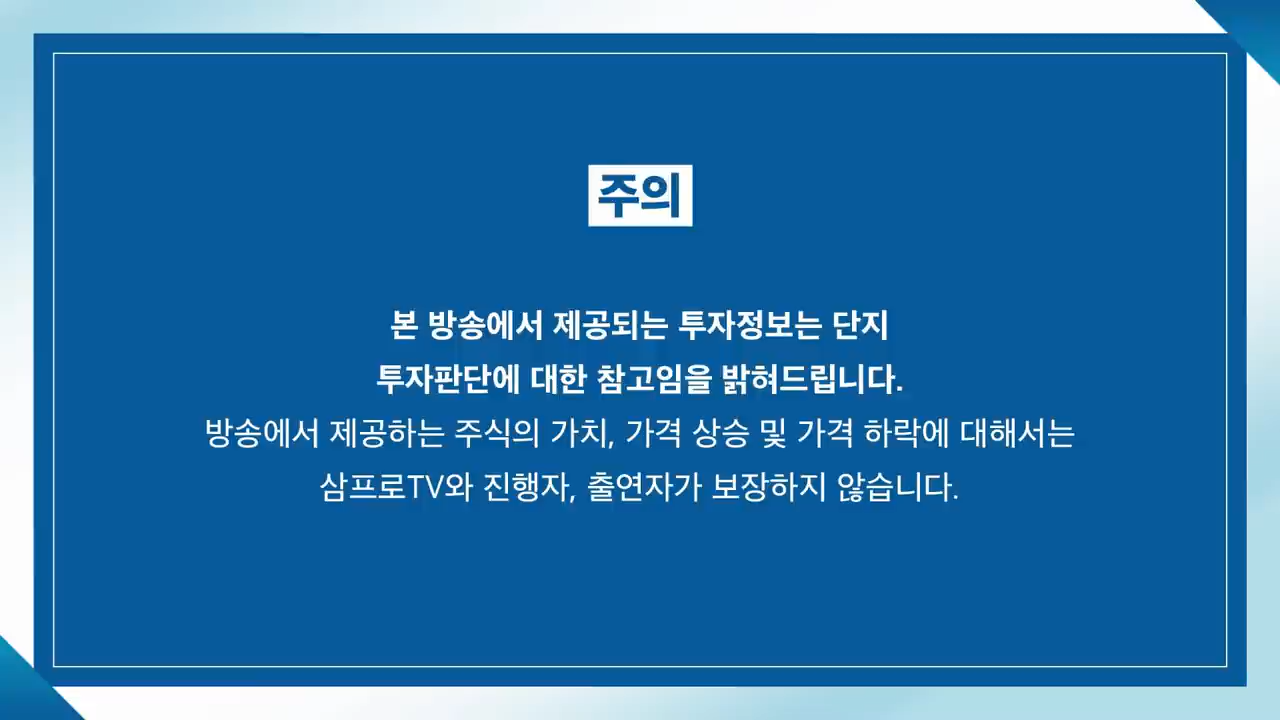 주의
본 방송에서 제공되는 투자정보는 단지
투자판단에 대한 참고임을 밝혀드립니다.
방송에서 제공하는 주식의 가치, 가격 상승 및 가격 하락에 대해서는
삼프로TV와 진행자, 출연자가 보장하지 않습니다.